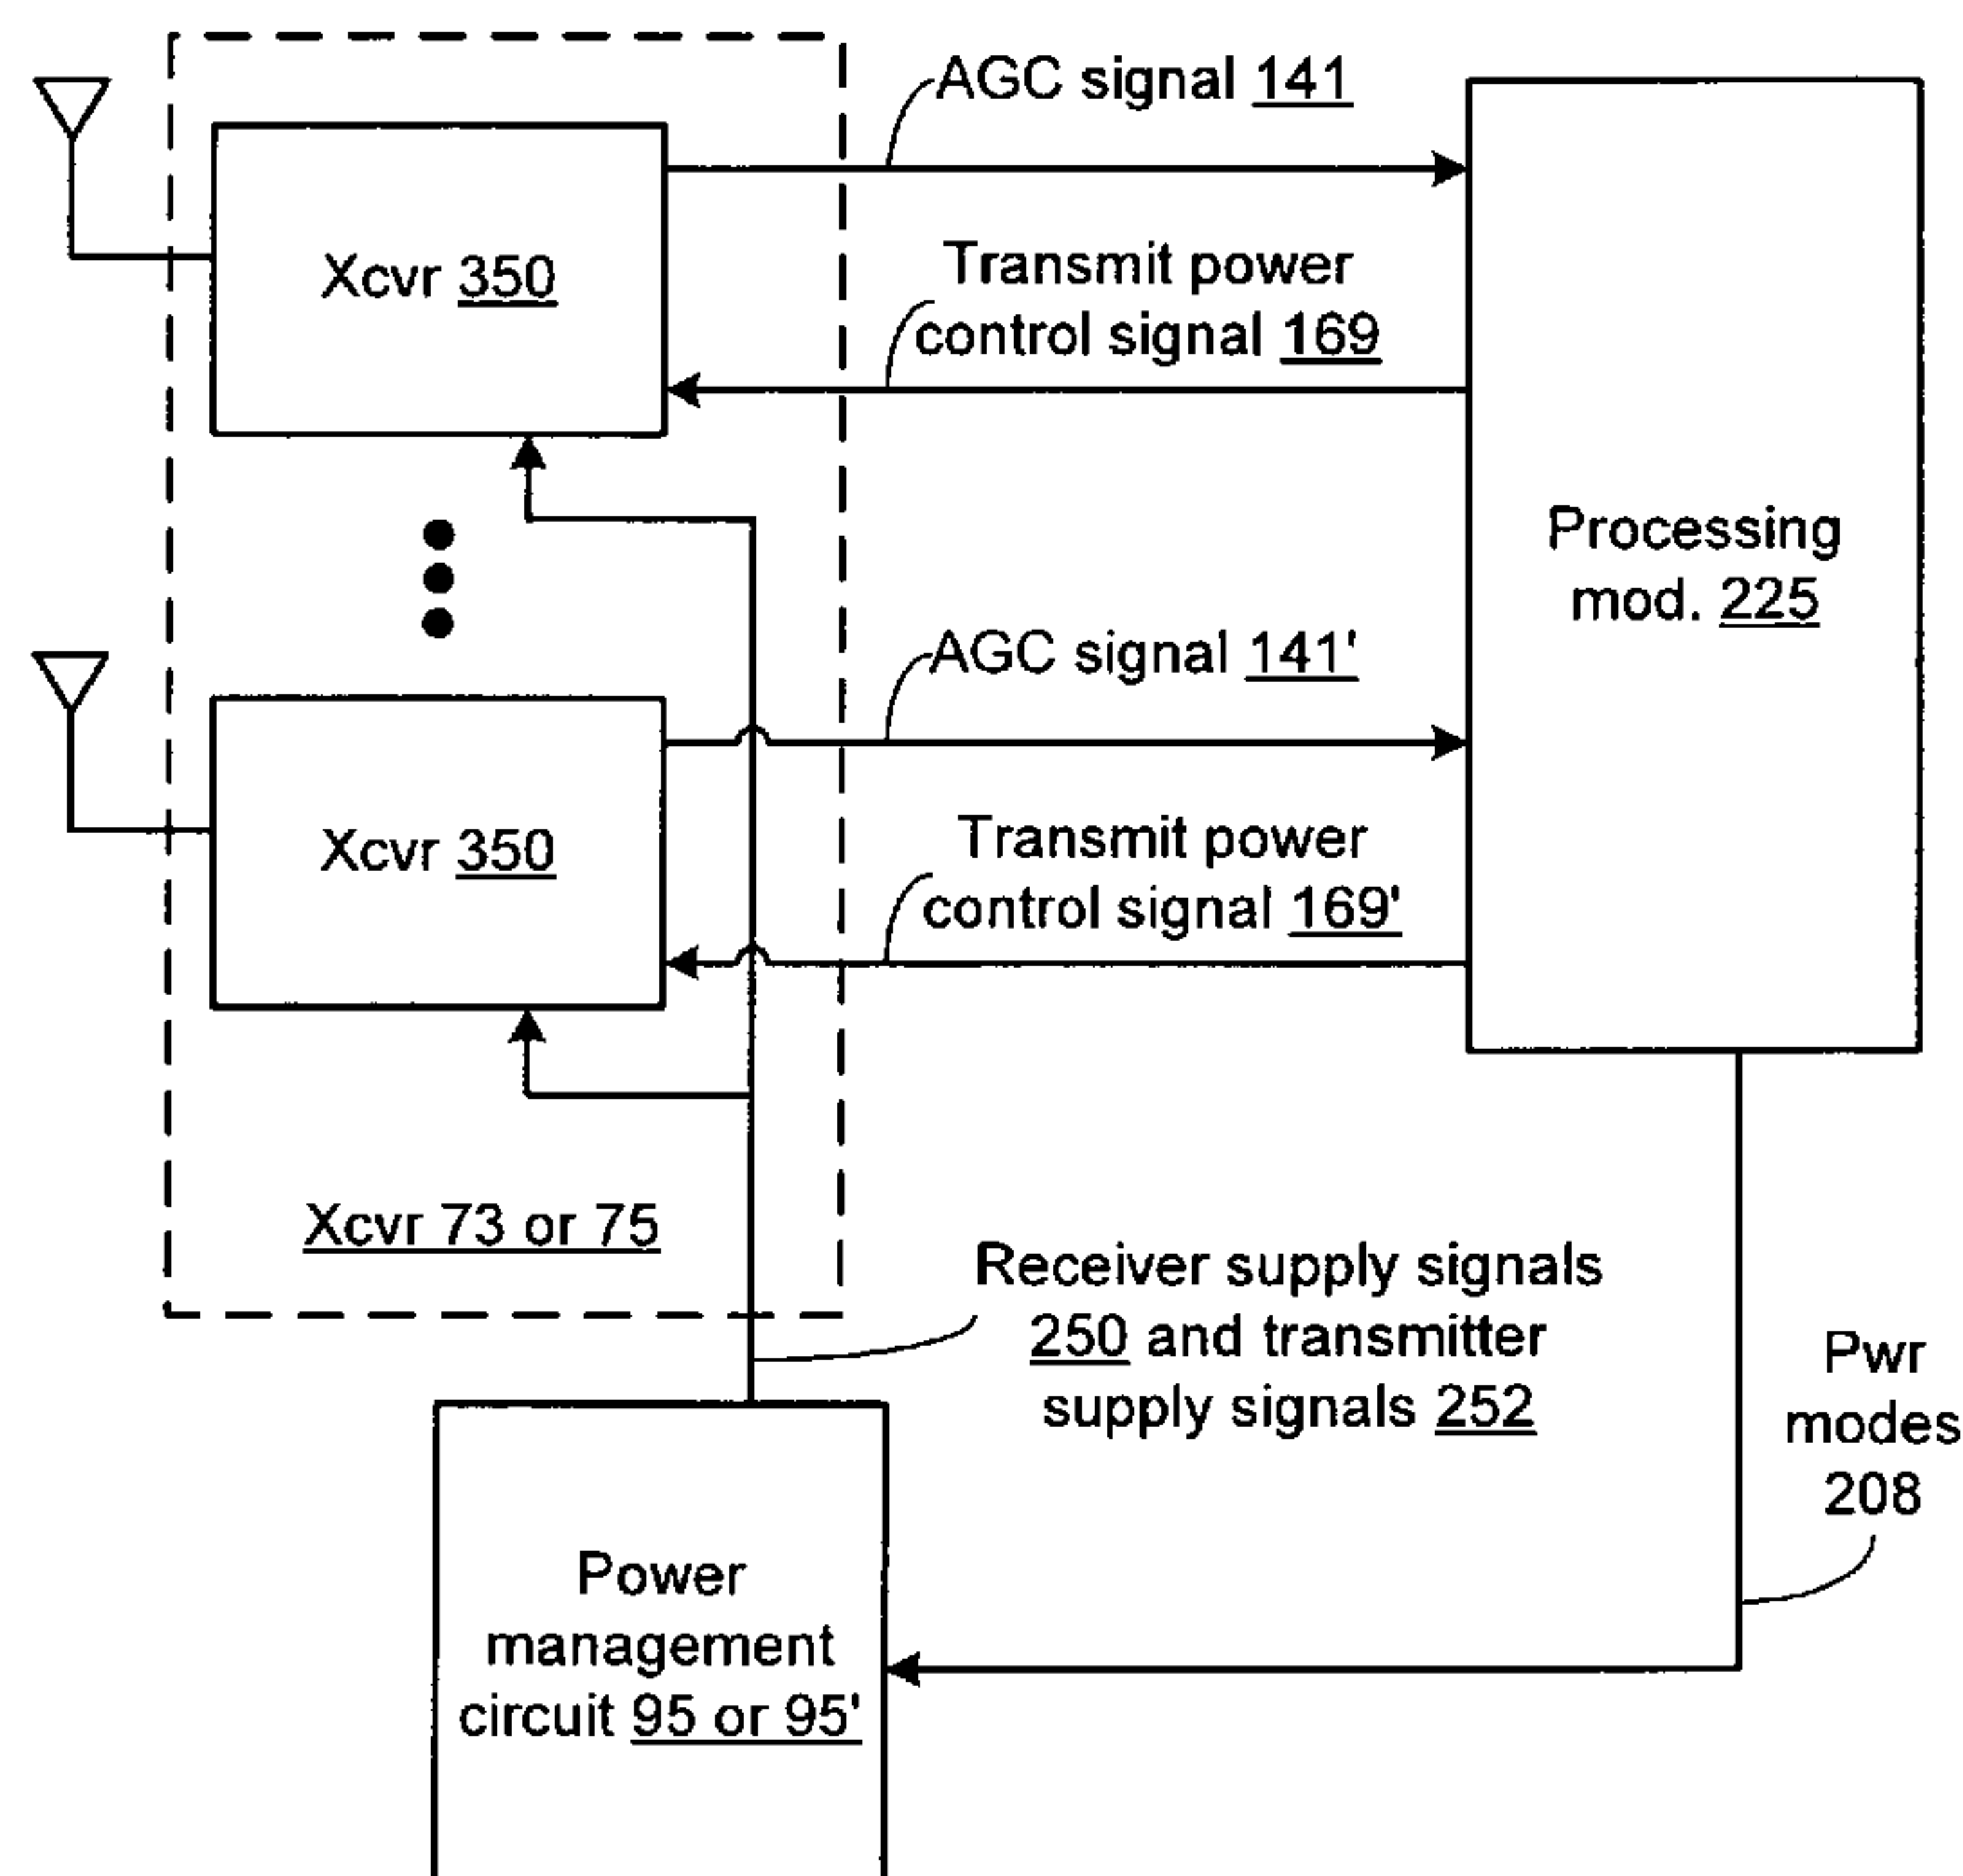 AGC signal 141
Xcvr 350
Transmit power
control signal 169
Processing
mod. 225
AGC signal 141'
Xcvr 350
Transmit power
control signal 169'
Xcvr 73 or 75
Receiver supply signals
250 and transmitter
supply signals 252
Pwr
modes
208
Power
management
circuit 95 or 95'